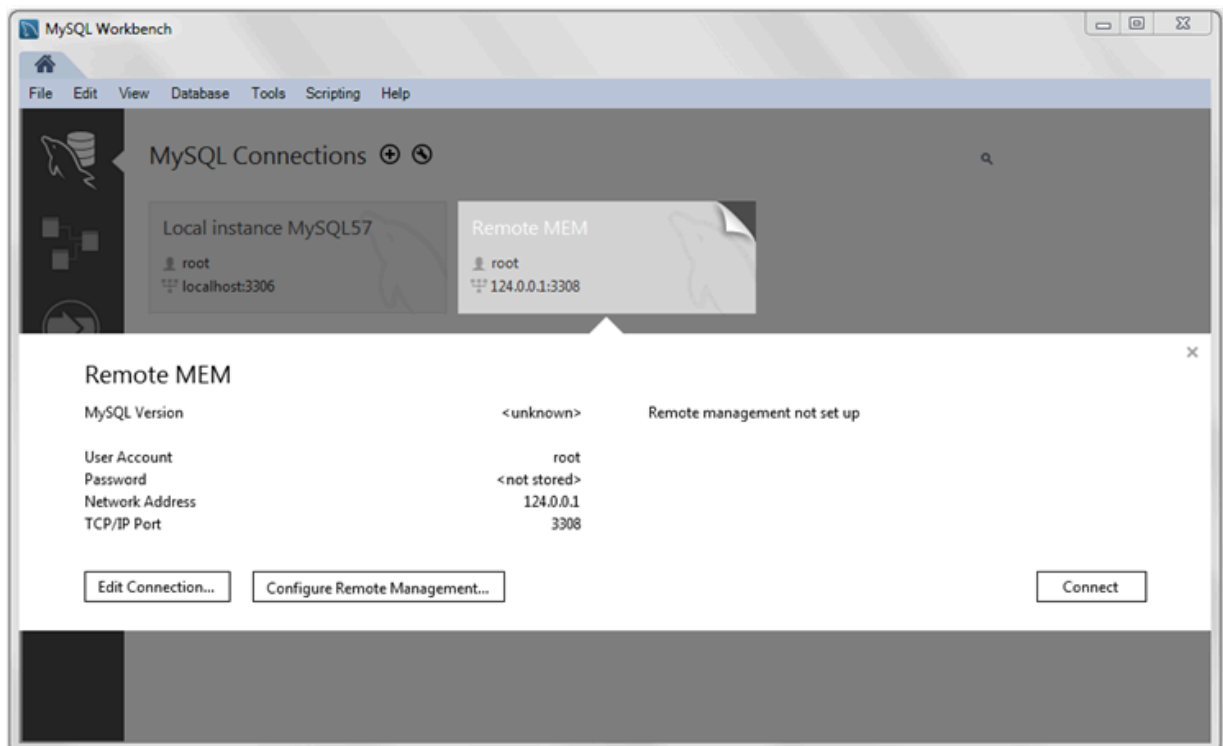 MySQL Workbench
File Edit View Database Tools Scripting Help
MySQL Connections
Local instance MySQL57
root
localhost:3306
Remote MEM
root
124.0.0.1:3308
Remote MEM
MySQL Version <unknown> Remote management not set up
User Account root
Password <not stored>
Network Address 124.0.0.1
TCP/IP Port 3308
Edit Connection... Configure Remote Management... Connect